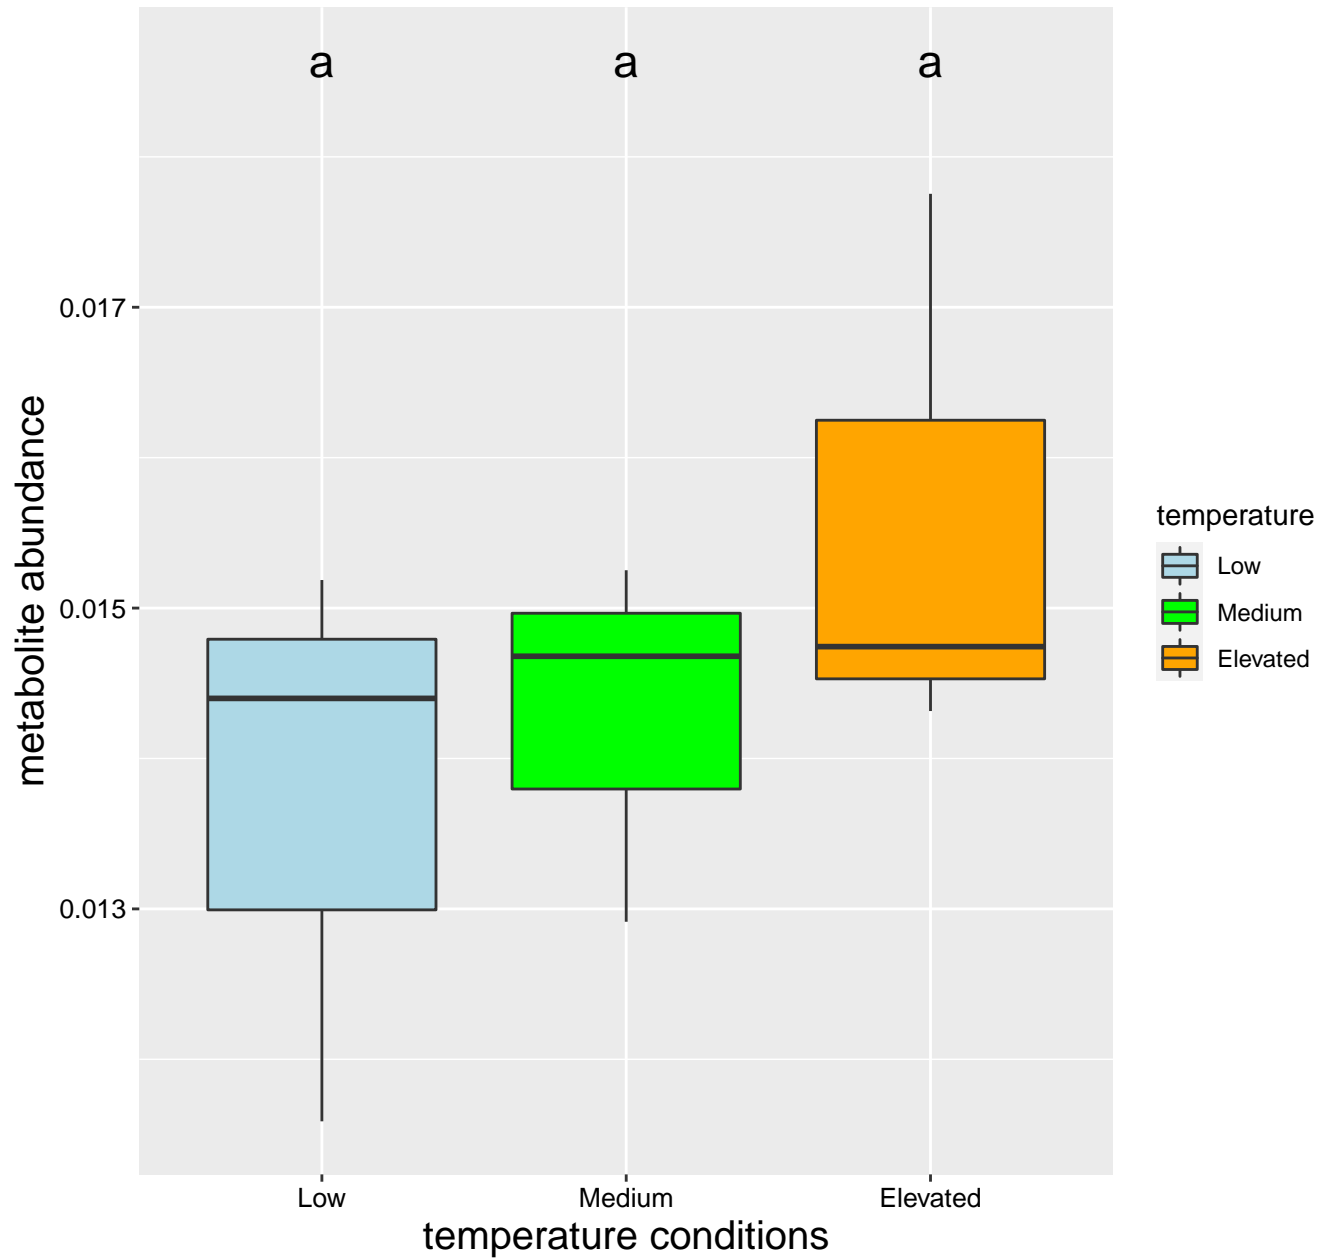 a a a
0.017
0.015
0.013
metabolite abundance
Low Medium Elevated
temperature conditions
temperature
Low
Medium
Elevated